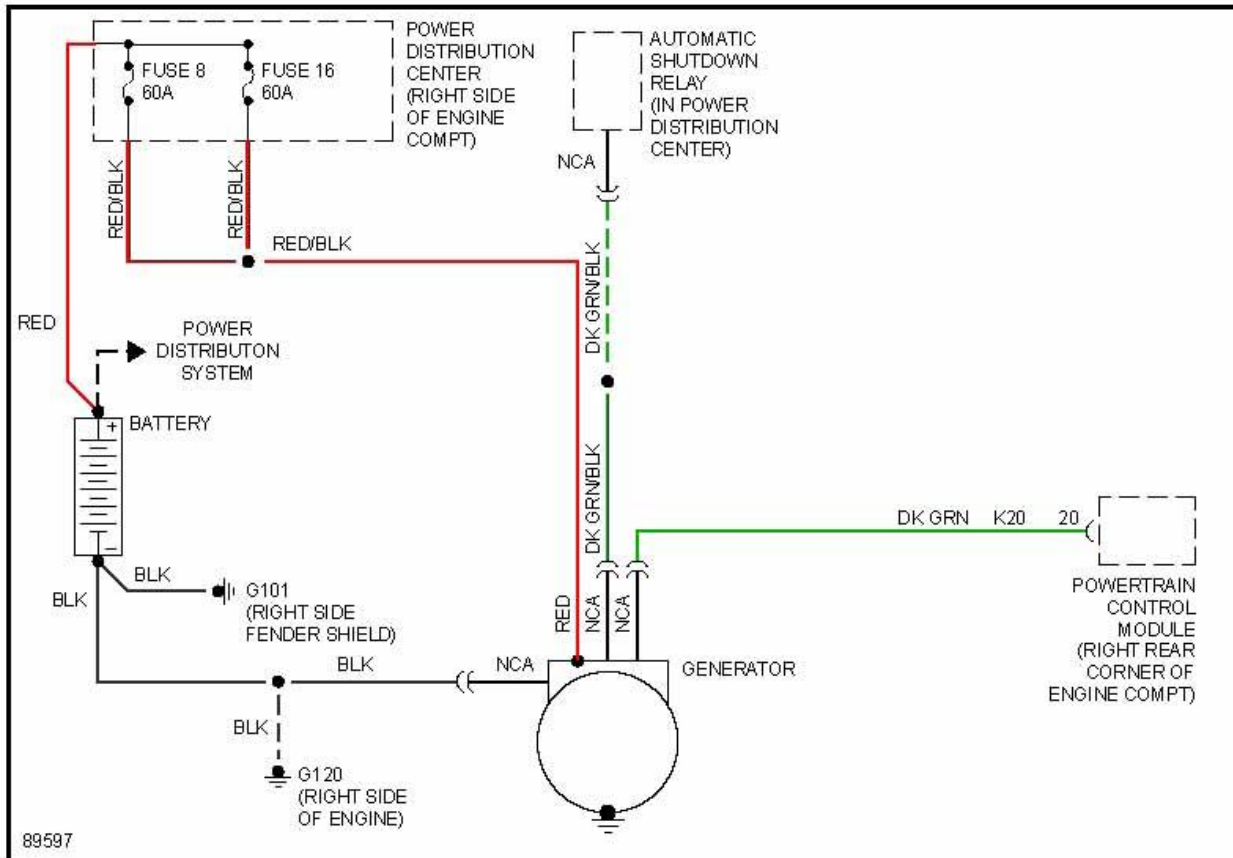 POWER
DISTRIBUTION
CENTER
(RIGHT SIDE
OF ENGINE
COMPT)
FUSE 8
60A
FUSE 16
60A
AUTOMATIC
SHUTDOWN
RELAY
(IN POWER
DISTRIBUTION
CENTER)
NCA
RED/BLK
RED/BLK
RED/BLK
DK GRN/BLK
RED
POWER
DISTRIBUTON
SYSTEM
BATTERY
+
–
DK GRN/BLK
DK GRN K20 20
POWERTRAIN
CONTROL
MODULE
(RIGHT REAR
CORNER OF
ENGINE COMPT)
BLK
BLK
G101
(RIGHT SIDE
FENDER SHIELD)
BLK
NCA
RED
NCA
NCA
GENERATOR
BLK
G120
(RIGHT SIDE
OF ENGINE)
89597